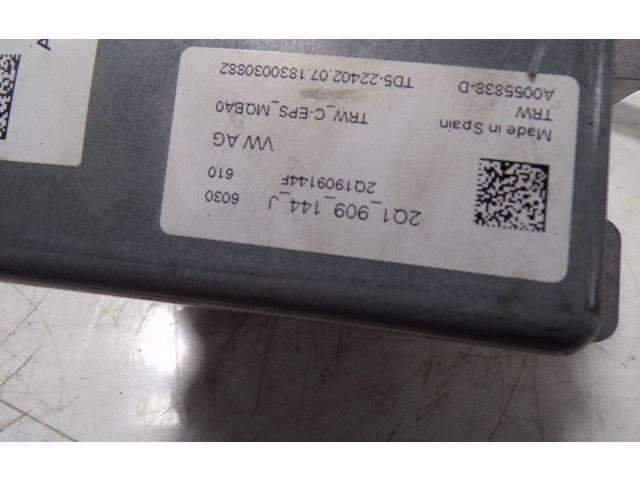 2Q1_909_144_J 6030
2Q1909144F 610
VW AG
TRW_C-EPS_MQBA0
Made in Spain
TRW
A0055838-D TD5-22402.07.1830030882
A